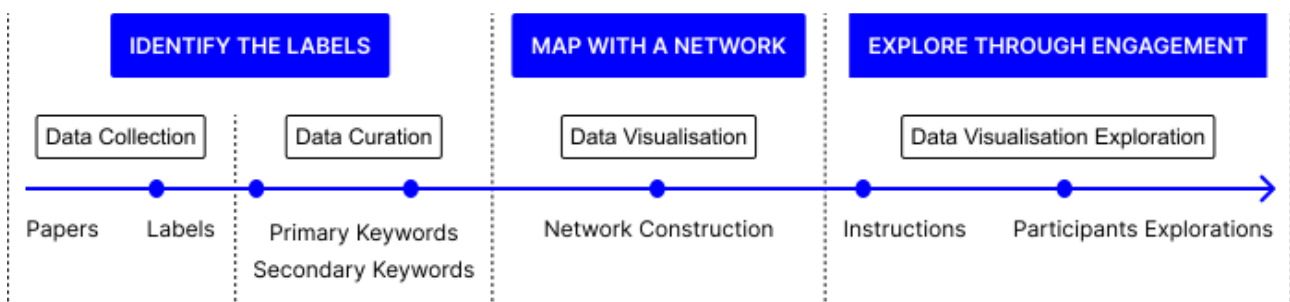 IDENTIFY THE LABELS
MAP WITH A NETWORK
EXPLORE THROUGH ENGAGEMENT
Data Collection
Data Curation
Data Visualisation
Data Visualisation Exploration
Papers
Labels
Primary Keywords
Secondary Keywords
Network Construction
Instructions
Participants Explorations